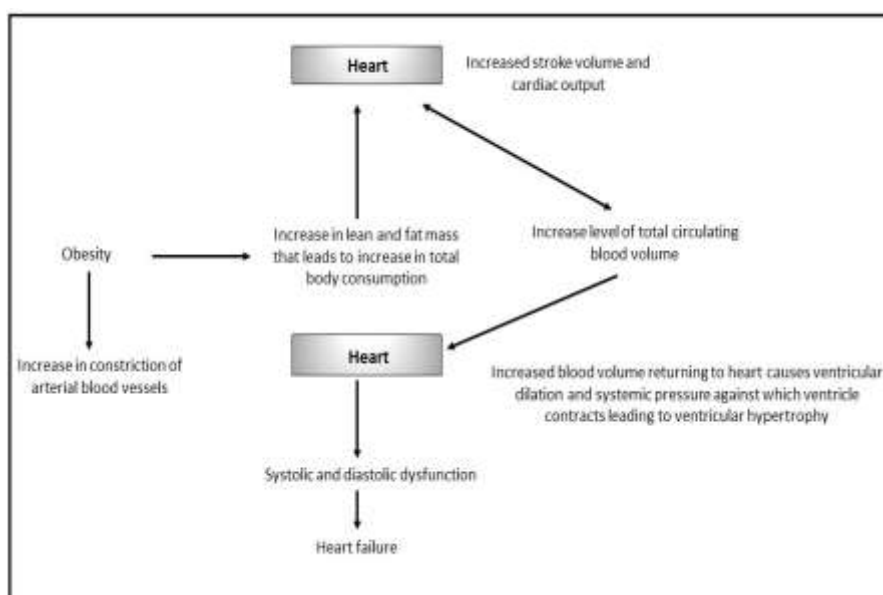 Heart
Increased stroke volume and
cardiac output
Obesity
Increase in lean and fat mass
that leads to increase in total
body consumption
Increase level of total circulating
blood volume
Increase in constriction of
arterial blood vessels
Heart
Increased blood volume returning to heart causes ventricular
dilation and systemic pressure against which ventricle
contracts leading to ventricular hypertrophy
Systolic and diastolic dysfunction
Heart failure